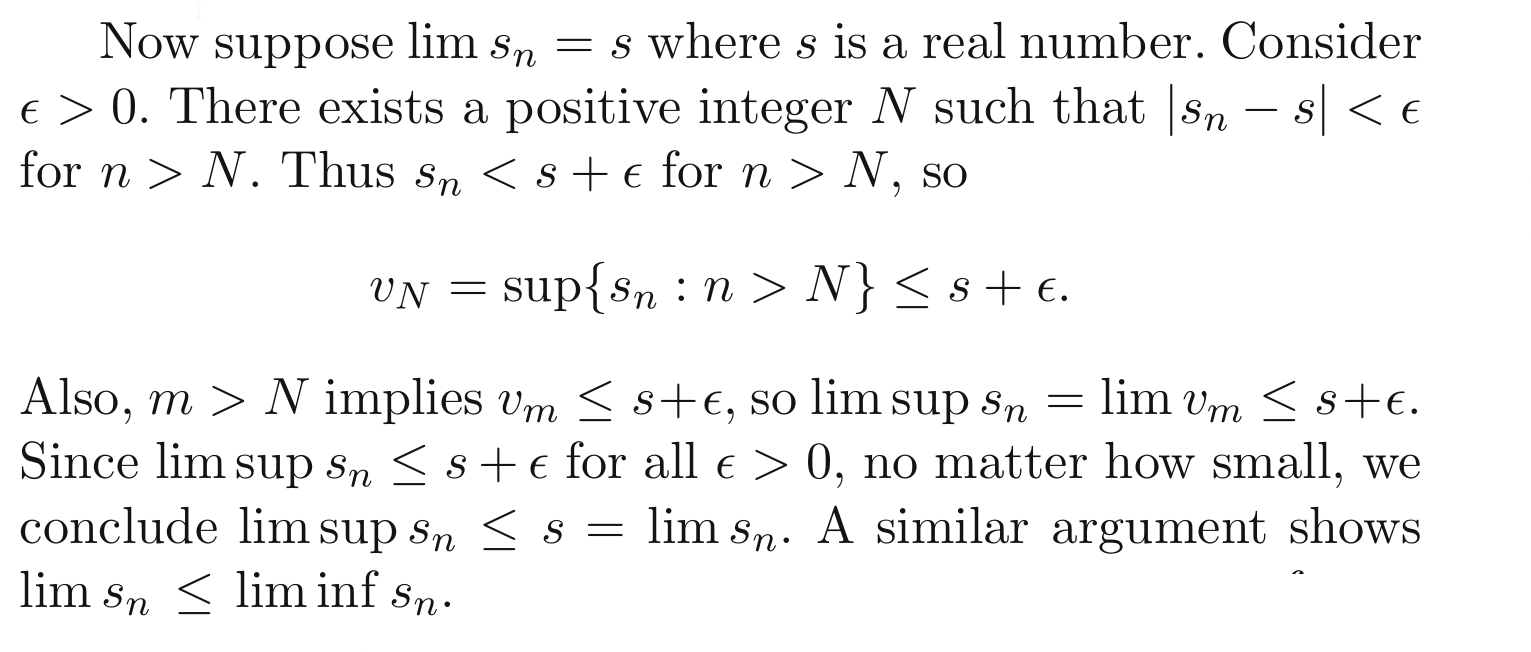 Now suppose lim sₙ = s where s is a real number. Consider
ϵ > 0. There exists a positive integer N such that |sₙ − s| < ϵ
for n > N. Thus sₙ < s + ϵ for n > N, so
v_N = sup{sₙ : n > N} ≤ s + ϵ.
Also, m > N implies vₘ ≤ s+ϵ, so lim sup sₙ = lim vₘ ≤ s+ϵ.
Since lim sup sₙ ≤ s + ϵ for all ϵ > 0, no matter how small, we
conclude lim sup sₙ ≤ s = lim sₙ. A similar argument shows
lim sₙ ≤ lim inf sₙ.